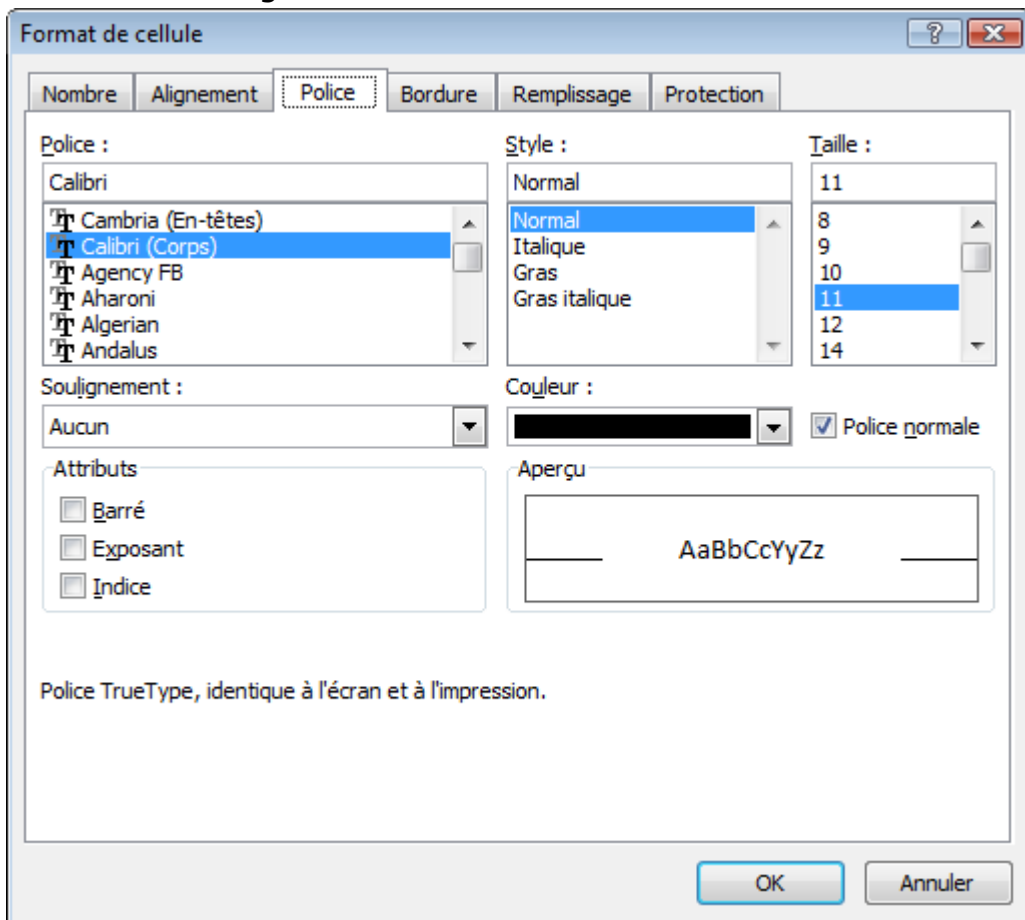 Format de cellule
Nombre Alignement Police Bordure Remplissage Protection
Police : Style : Taille :
Calibri Normal 11
Cambria (En-têtes) Normal 8
Calibri (Corps) Italique 9
Agency FB Gras 10
Aharoni Gras italique 11
Algerian 12
Andalus 14
Soulignement : Couleur :
Aucun Police normale
Attributs Aperçu
Barré
Exposant AaBbCcYyZz
Indice
Police TrueType, identique à l'écran et à l'impression.
OK Annuler